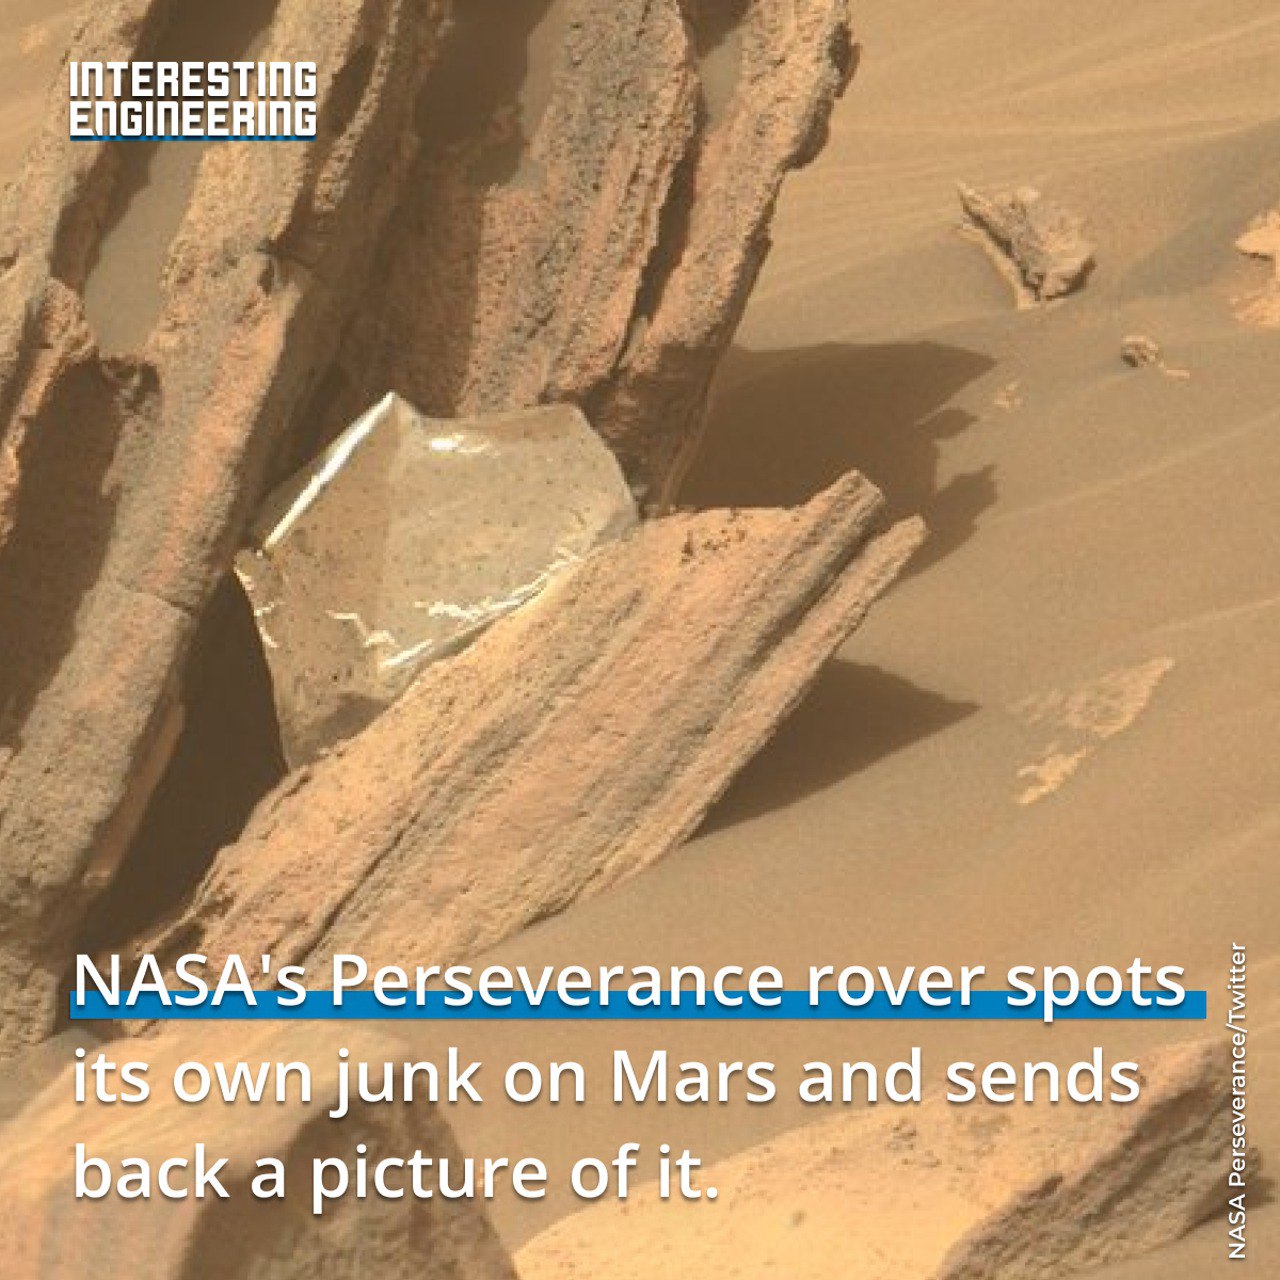 INTERESTING
ENGINEERING
NASA's Perseverance rover spots
its own junk on Mars and sends
back a picture of it.
NASA Perseverance/Twitter